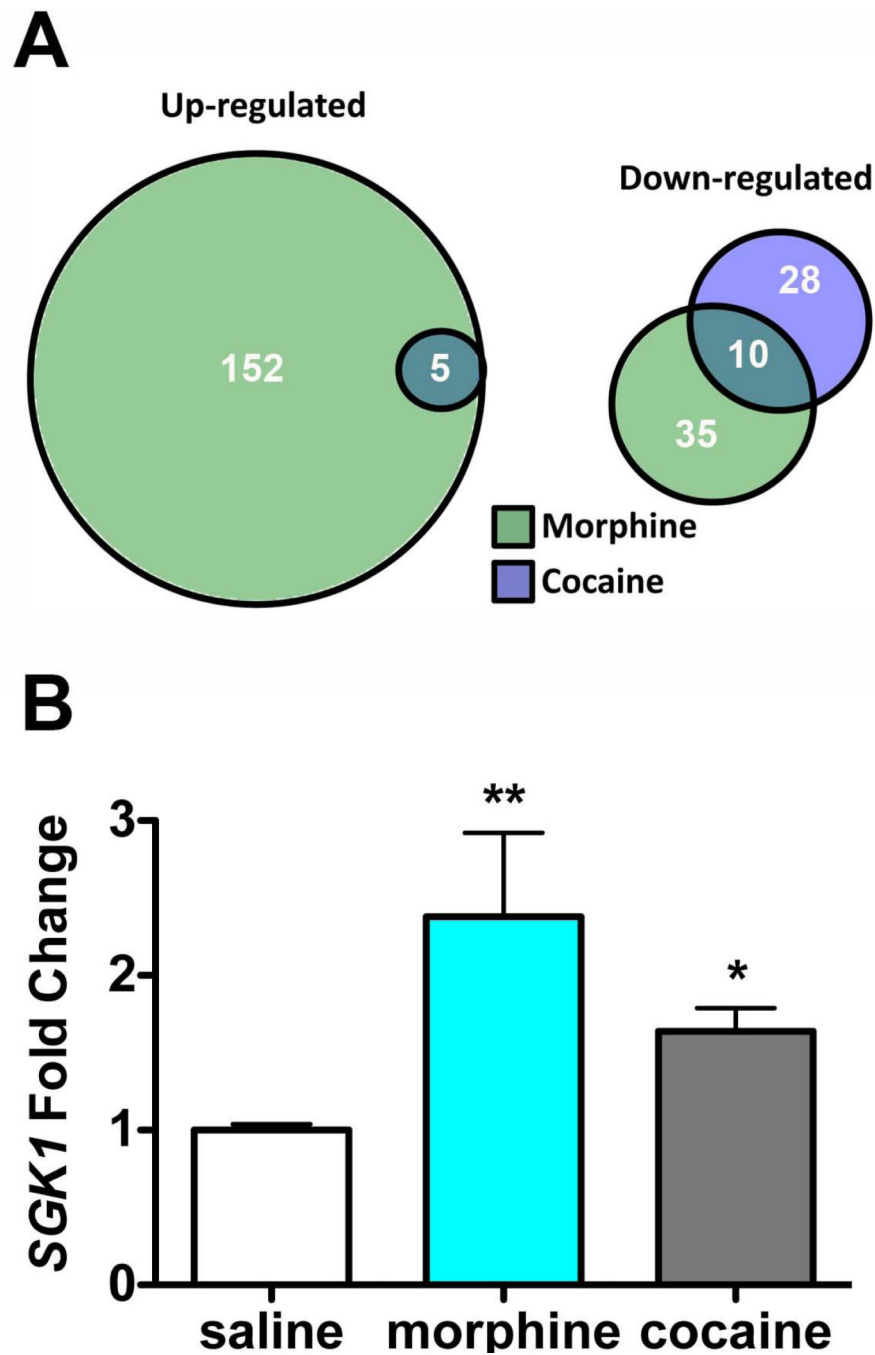 A
Up-regulated
Down-regulated
28
152
5
10
35
Morphine
Cocaine
B
SGK1 Fold Change
3
2
1
0
**
*
saline morphine cocaine